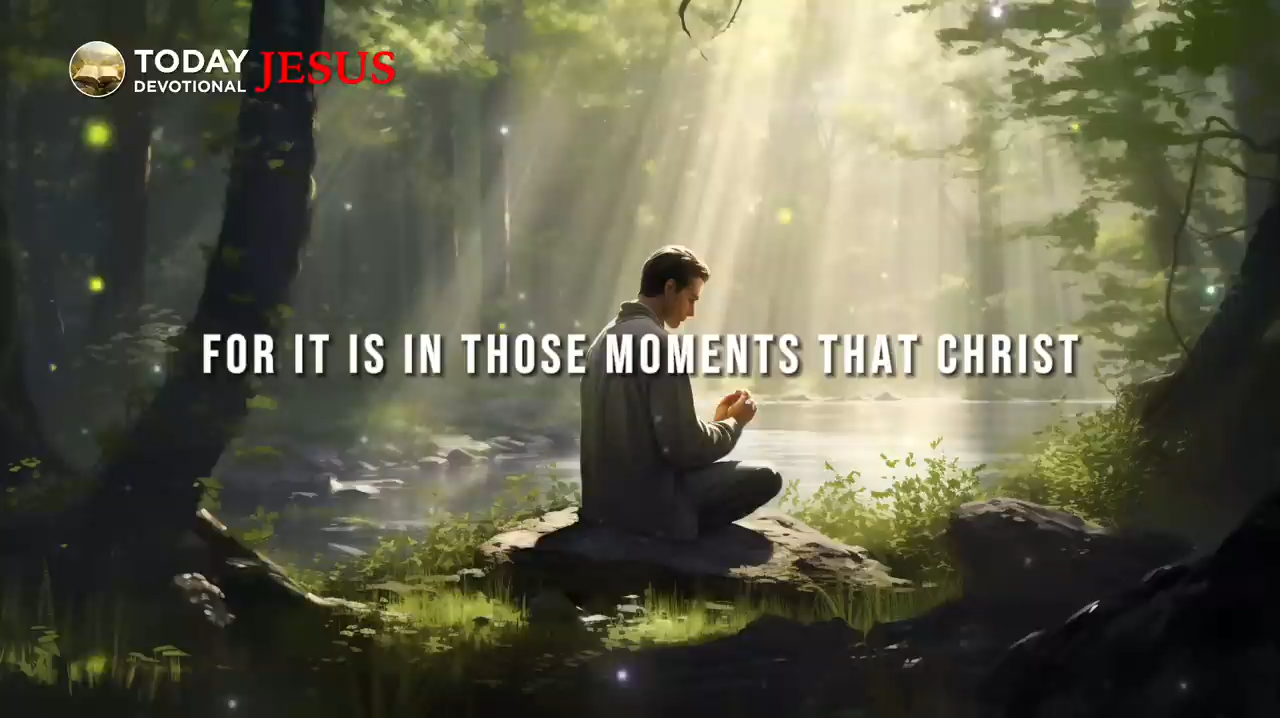 TODAY JESUS
DEVOTIONAL
FOR IT IS IN THOSE MOMENTS THAT CHRIST